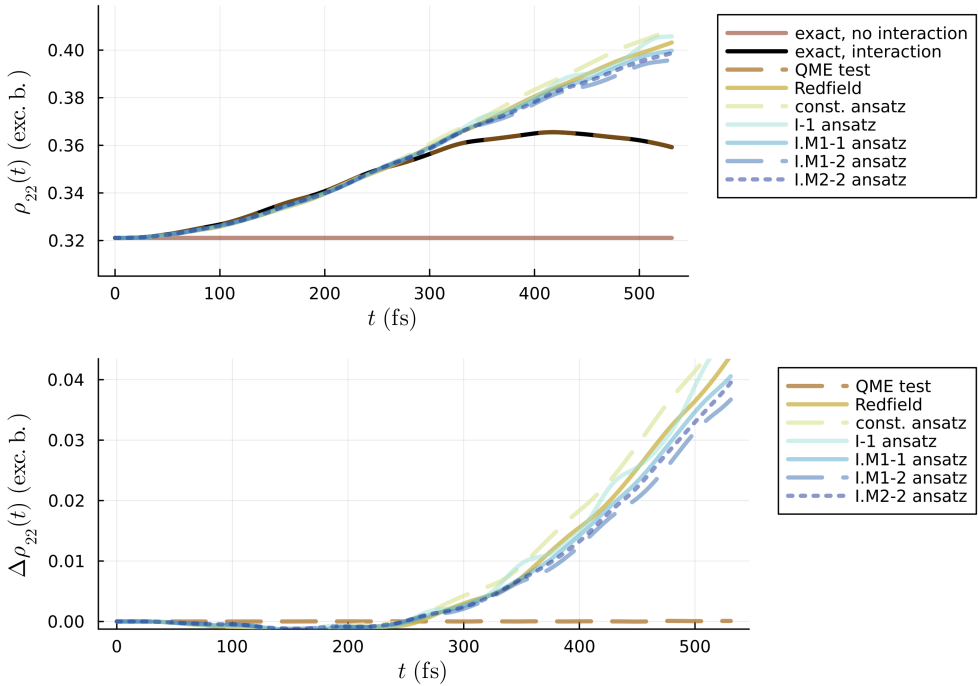 0.40
0.38
0.36
0.34
0.32
ρ₂₂(t) (exc. b.)
0
100
200
300
400
500
t (fs)
exact, no interaction
exact, interaction
QME test
Redfield
const. ansatz
I-1 ansatz
I.M1-1 ansatz
I.M1-2 ansatz
I.M2-2 ansatz
0.04
0.03
0.02
0.01
0.00
Δρ₂₂(t) (exc. b.)
0
100
200
300
400
500
t (fs)
QME test
Redfield
const. ansatz
I-1 ansatz
I.M1-1 ansatz
I.M1-2 ansatz
I.M2-2 ansatz